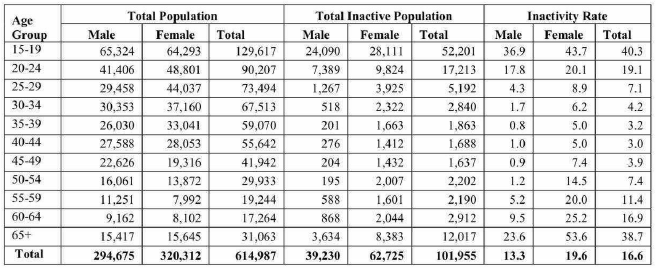 Age Group Total Population Total Inactive Population Inactivity Rate
Male Female Total Male Female Total Male Female Total
15-19 65,324 64,293 129,617 24,090 28,111 52,201 36.9 43.7 40.3
20-24 41,406 48,801 90,207 7,389 9,824 17,213 17.8 20.1 19.1
25-29 29,458 44,037 73,494 1,267 3,925 5,192 4.3 8.9 7.1
30-34 30,353 37,160 67,513 518 2,322 2,840 1.7 6.2 4.2
35-39 26,030 33,041 59,070 201 1,663 1,863 0.8 5.0 3.2
40-44 27,588 28,053 55,642 276 1,412 1,688 1.0 5.0 3.0
45-49 22,626 19,316 41,942 204 1,432 1,637 0.9 7.4 3.9
50-54 16,061 13,872 29,933 195 2,007 2,202 1.2 14.5 7.4
55-59 11,251 7,992 19,244 588 1,601 2,190 5.2 20.0 11.4
60-64 9,162 8,102 17,264 868 2,044 2,912 9.5 25.2 16.9
65+ 15,417 15,645 31,063 3,634 8,383 12,017 23.6 53.6 38.7
Total 294,675 320,312 614,987 39,230 62,725 101,955 13.3 19.6 16.6